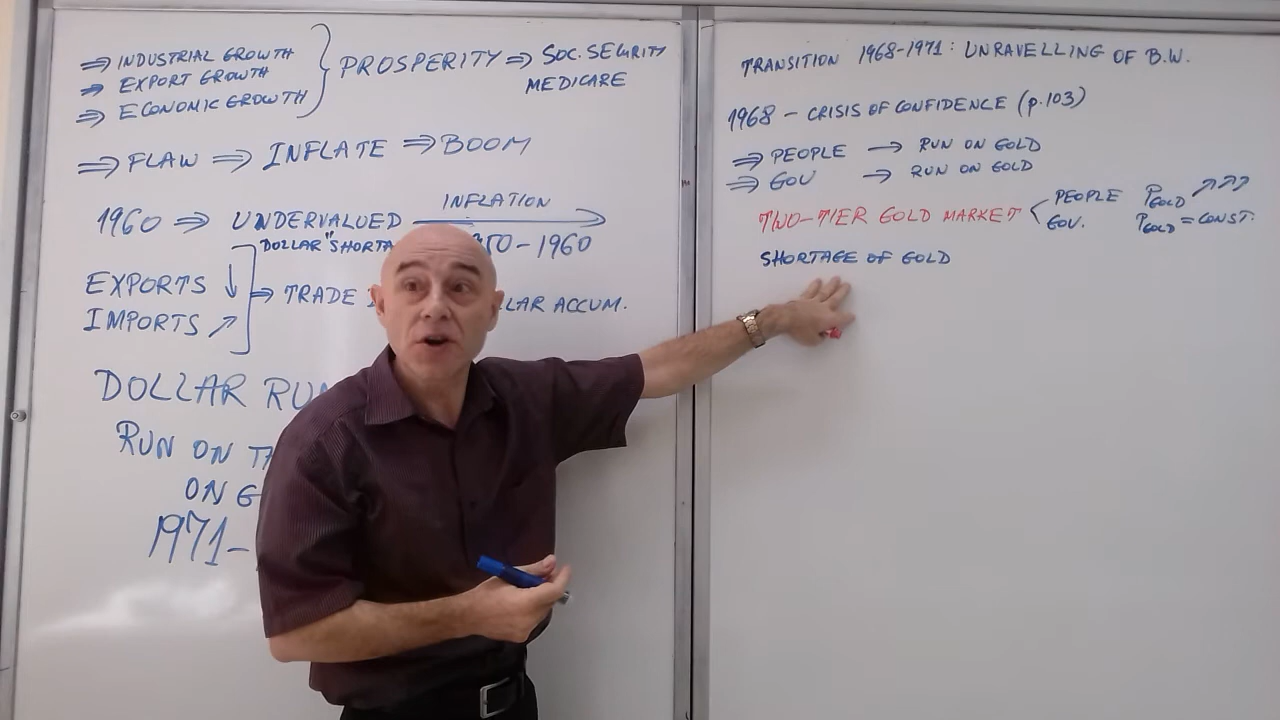 ⇒ INDUSTRIAL GROWTH
⇒ EXPORT GROWTH
⇒ ECONOMIC GROWTH
} PROSPERITY ⇒ SOC. SECURITY
MEDICARE
⇒ FLAW ⇒ INFLATE ⇒ BOOM
1960 ⇒ UNDERVALUED
INFLATION
DOLLAR "SHORTA
- 1960
EXPORTS ↓
IMPORTS ↗
⇒ TRADE
LAR ACCUM.
DOLLAR RUN
RUN ON
ON G
1971-
TRANSITION 1968-1971: UNRAVELLING OF B.W.
1968 - CRISIS OF CONFIDENCE (p.103)
⇒ PEOPLE → RUN ON GOLD
⇒ GOV → RUN ON GOLD
TWO-TIER GOLD MARKET < PEOPLE P GOLD ↗↗↗
GOV. P GOLD = CONST.
SHORTAGE OF GOLD